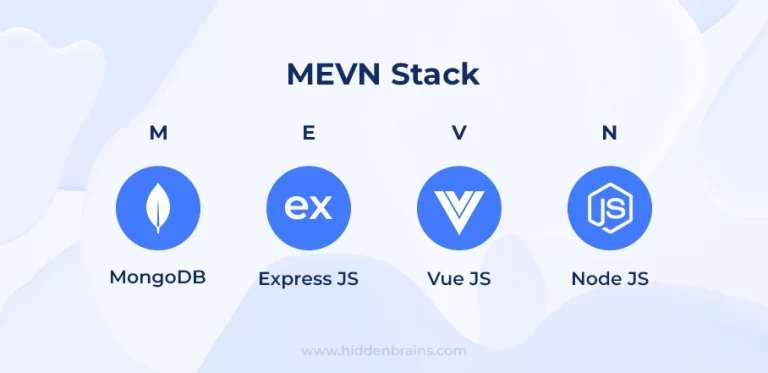 MEVN Stack
M E V N
ex JS
MongoDB Express JS Vue JS Node JS
www.hiddenbrains.com